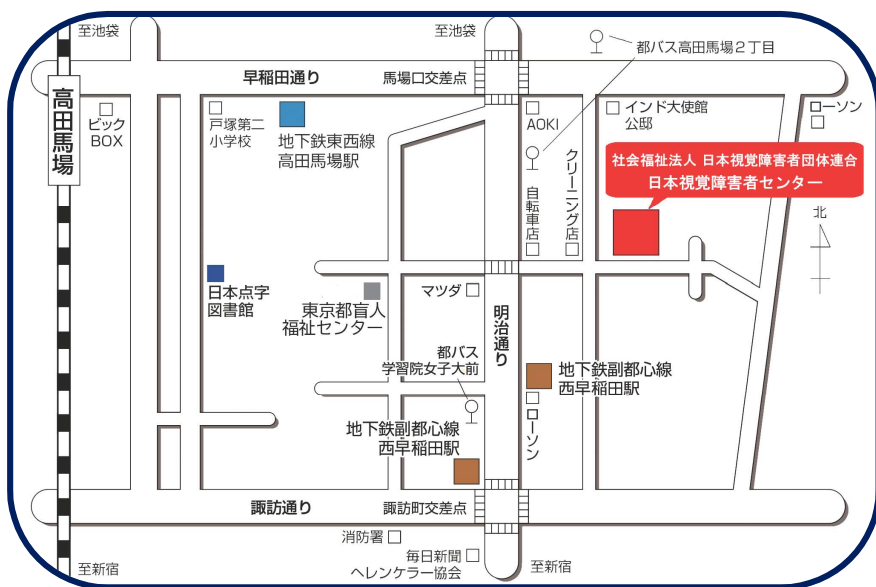 至池袋
至池袋
都バス高田馬場2丁目
早稲田通り
馬場口交差点
高田馬場
ビック
BOX
戸塚第二
小学校
地下鉄東西線
高田馬場駅
AOKI
インド大使館
公邸
ローソン
社会福祉法人 日本視覚障害者団体連合
日本視覚障害者センター
自転車店
クリーニング店
北
日本点字
図書館
東京都盲人
福祉センター
マツダ
明治通り
都バス
学習院女子大前
地下鉄副都心線
西早稲田駅
ローソン
地下鉄副都心線
西早稲田駅
諏訪通り
諏訪町交差点
消防署
毎日新聞
ヘレンケラー協会
至新宿
至新宿